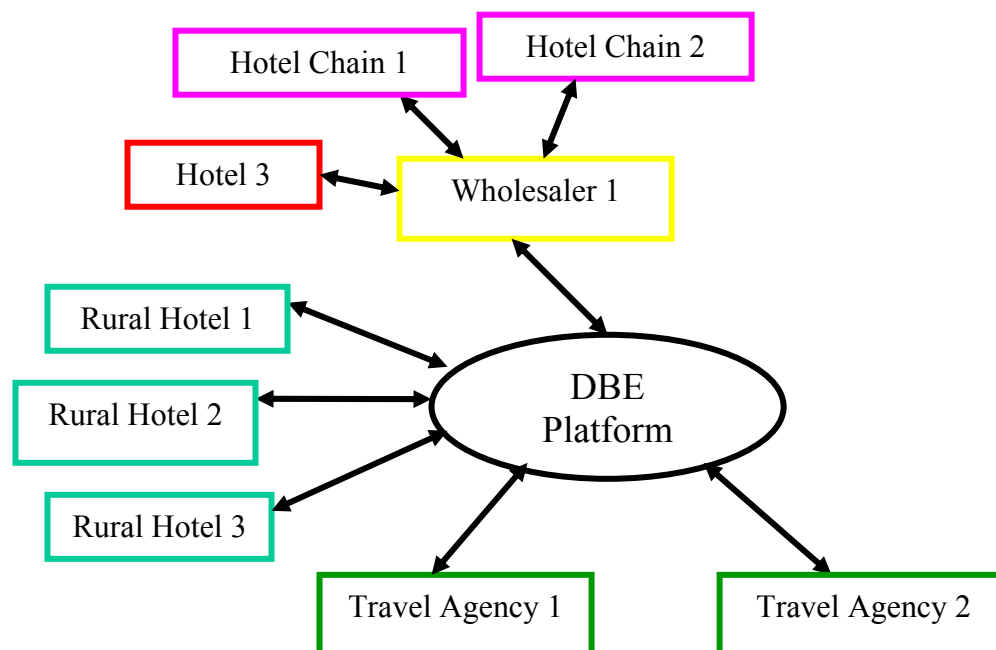 Hotel Chain 1
Hotel Chain 2
Hotel 3
Wholesaler 1
Rural Hotel 1
Rural Hotel 2
Rural Hotel 3
DBE
Platform
Travel Agency 1
Travel Agency 2